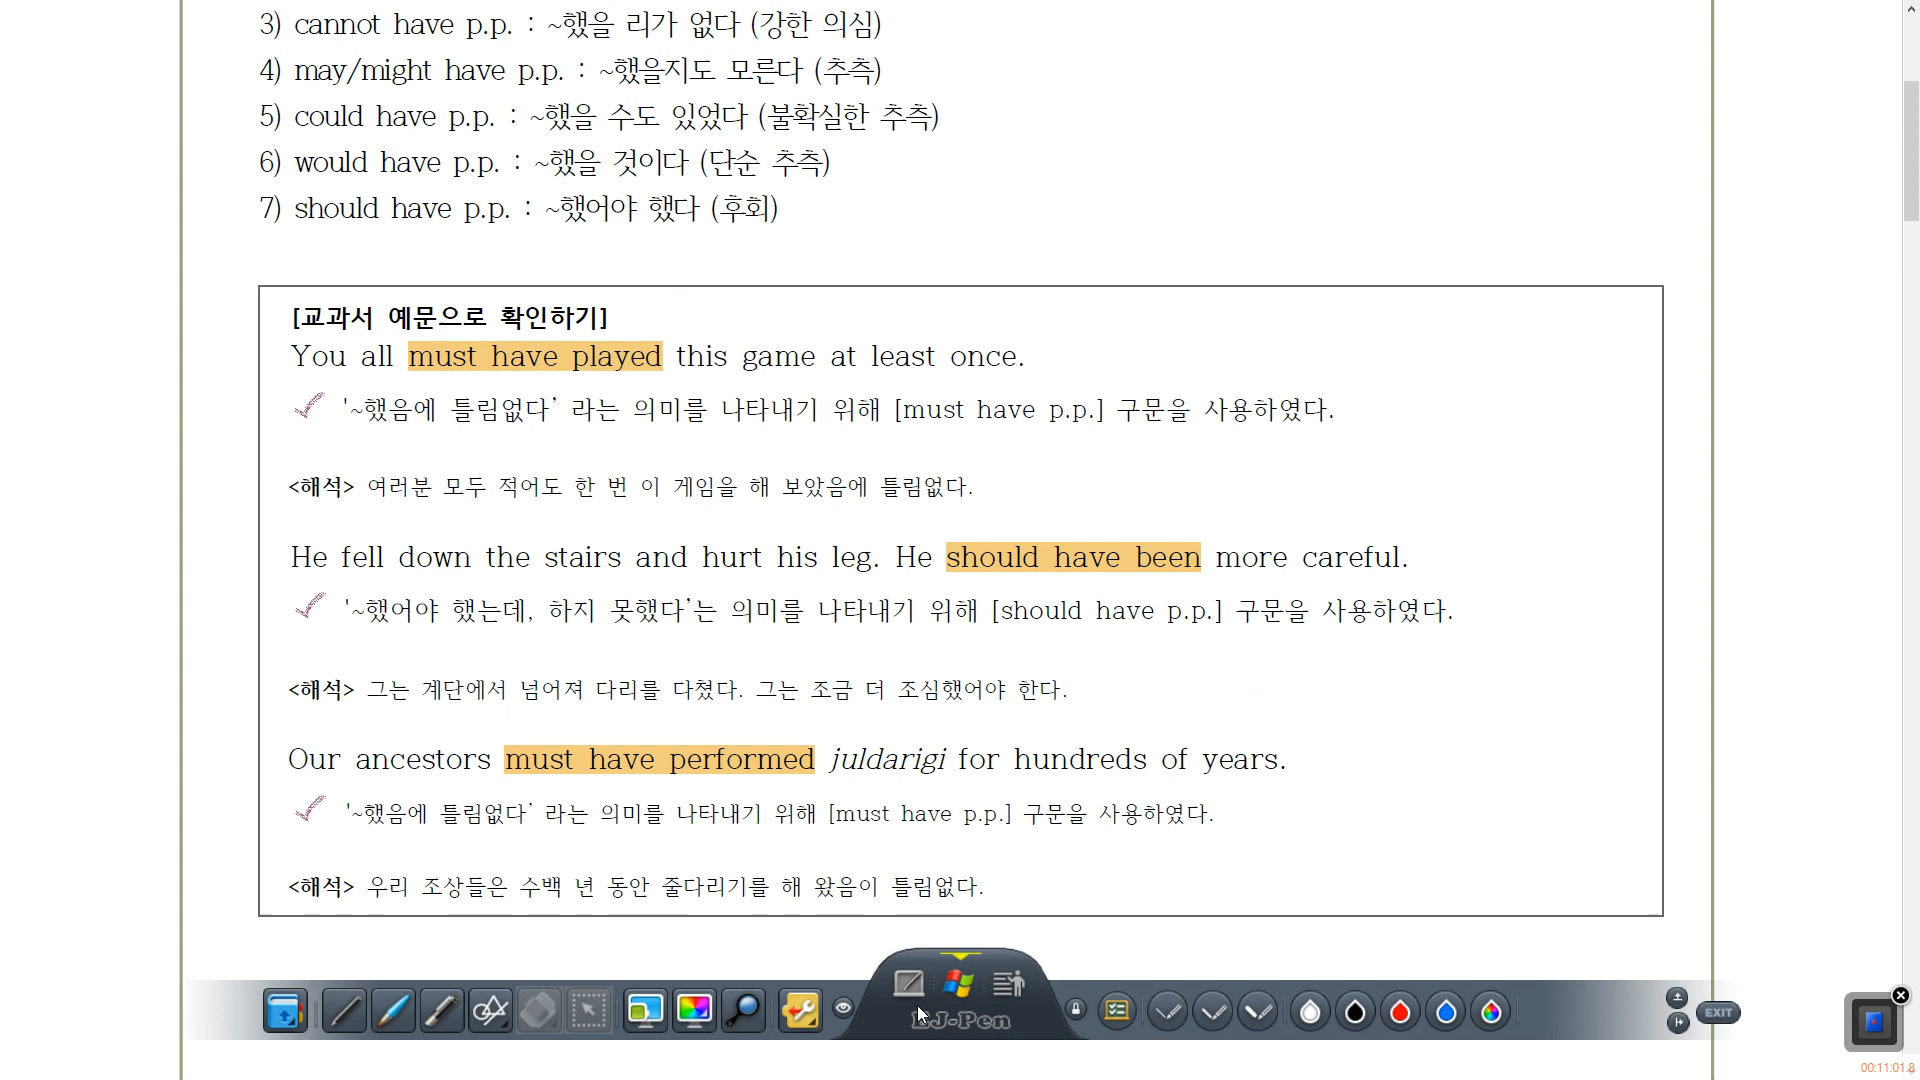 3) cannot have p.p. : ~했을 리가 없다 (강한 의심)
4) may/might have p.p. : ~했을지도 모른다 (추측)
5) could have p.p. : ~했을 수도 있었다 (불확실한 추측)
6) would have p.p. : ~했을 것이다 (단순 추측)
7) should have p.p. : ~했어야 했다 (후회)
[교과서 예문으로 확인하기]
You all must have played this game at least once.
'~했음에 틀림없다’ 라는 의미를 나타내기 위해 [must have p.p.] 구문을 사용하였다.
<해석> 여러분 모두 적어도 한 번 이 게임을 해 보았음에 틀림없다.
He fell down the stairs and hurt his leg. He should have been more careful.
'~했어야 했는데, 하지 못했다’는 의미를 나타내기 위해 [should have p.p.] 구문을 사용하였다.
<해석> 그는 계단에서 넘어져 다리를 다쳤다. 그는 조금 더 조심했어야 한다.
Our ancestors must have performed juldarigi for hundreds of years.
'~했음에 틀림없다’ 라는 의미를 나타내기 위해 [must have p.p.] 구문을 사용하였다.
<해석> 우리 조상들은 수백 년 동안 줄다리기를 해 왔음이 틀림없다.
EJ-Pen
EXIT
00:11:01.8